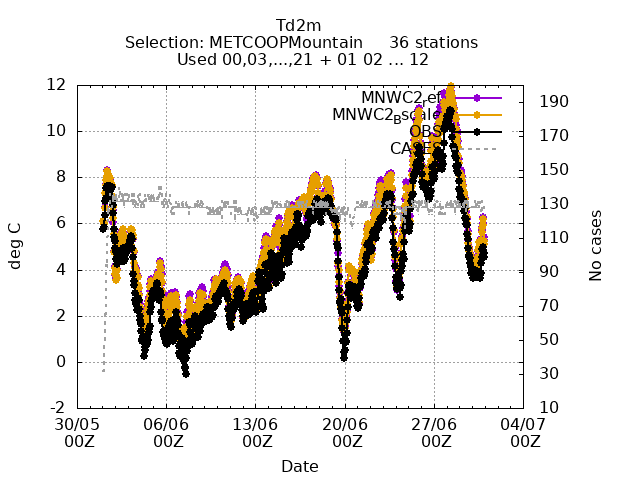 Td2m
Selection: METCOOPMountain 36 stations
Used 00,03,...,21 + 01 02 ... 12
MNWC2ref
MNWC2Bscale
OBS
CASES
deg C
12
10
8
6
4
2
0
-2
No cases
190
170
150
130
110
90
70
50
30
10
30/05 06/06 13/06 20/06 27/06 04/07
00Z 00Z 00Z 00Z 00Z 00Z
Date